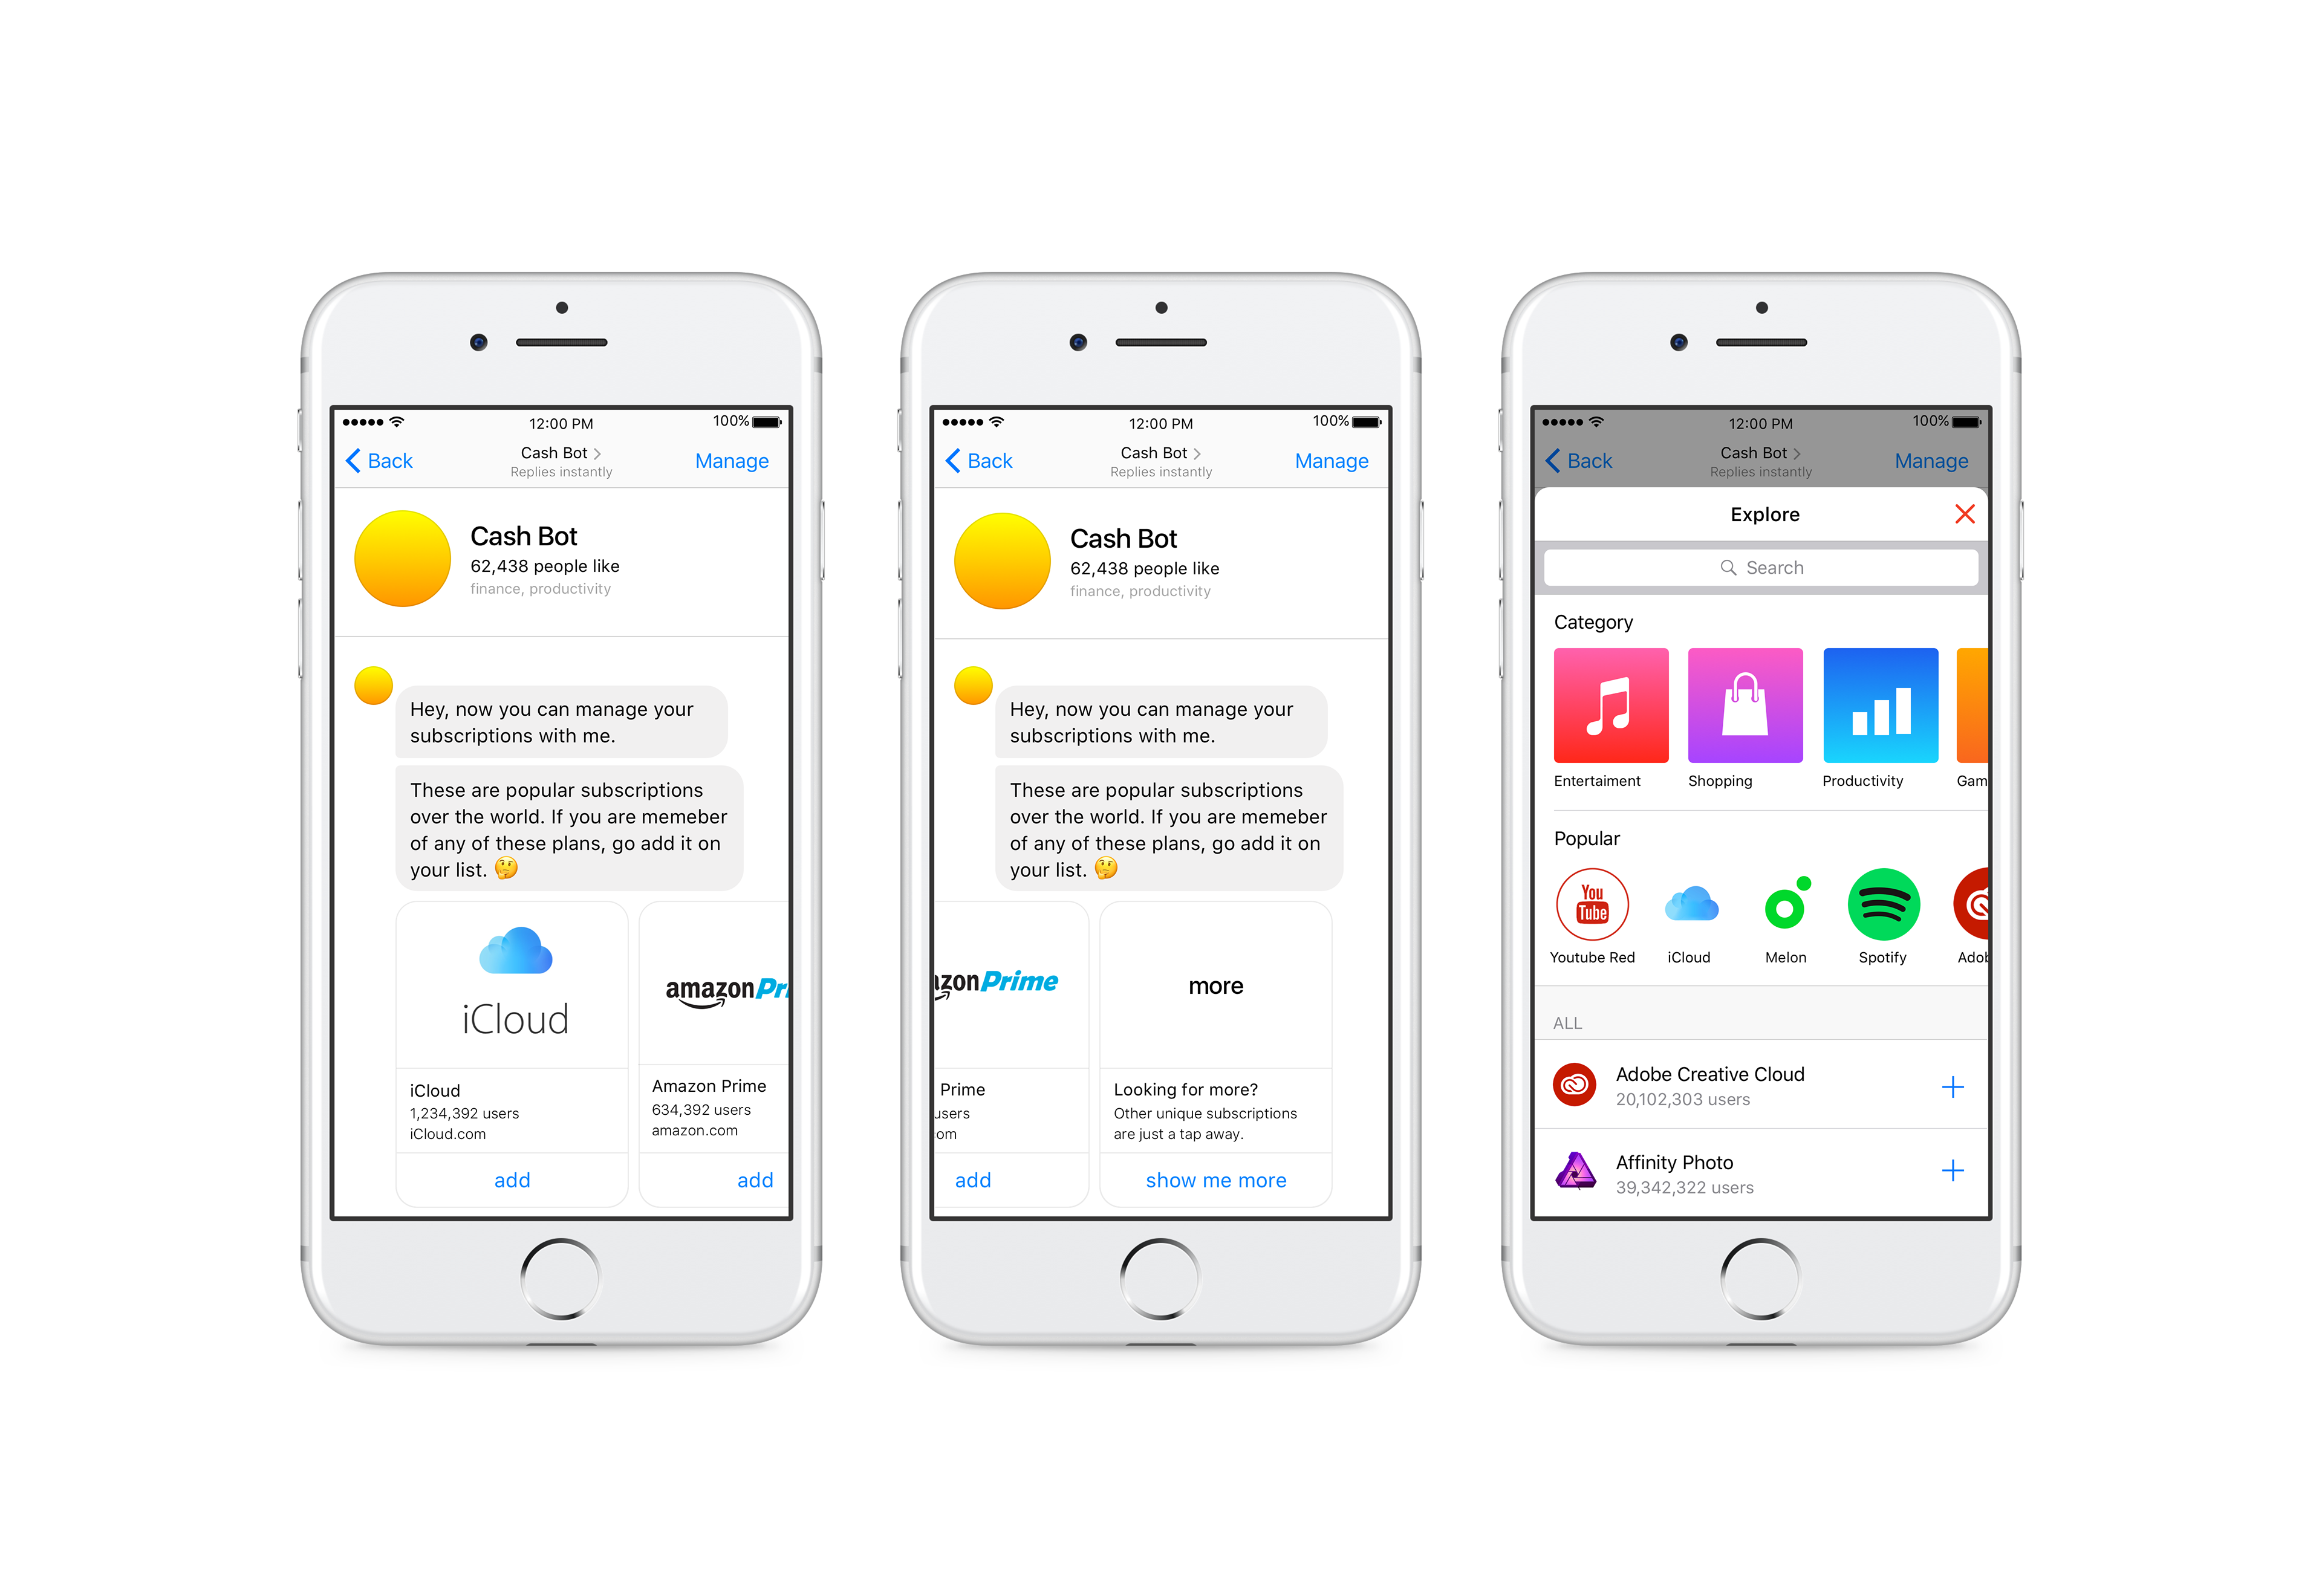 12:00 PM
100%
Back
Cash Bot
Manage
Replies instantly
Cash Bot
62,438 people like
finance, productivity
Hey, now you can manage your
subscriptions with me.
These are popular subscriptions
over the world. If you are memeber
of any of these plans, go add it on
your list. 🤔
iCloud
amazonPri
iCloud
1,234,392 users
iCloud.com
add
Amazon Prime
634,392 users
amazon.com
add
12:00 PM
100%
Back
Cash Bot
Manage
Replies instantly
Cash Bot
62,438 people like
finance, productivity
Hey, now you can manage your
subscriptions with me.
These are popular subscriptions
over the world. If you are memeber
of any of these plans, go add it on
your list. 🤔
azonPrime
more
Prime
users
om
add
Looking for more?
Other unique subscriptions
are just a tap away.
show me more
12:00 PM
100%
Back
Cash Bot
Manage
Replies instantly
Explore
Search
Category
Entertaiment
Shopping
Productivity
Gam
Popular
You
Tube
Youtube Red
iCloud
Melon
Spotify
Adob
ALL
Adobe Creative Cloud
20,102,303 users
Affinity Photo
39,342,322 users